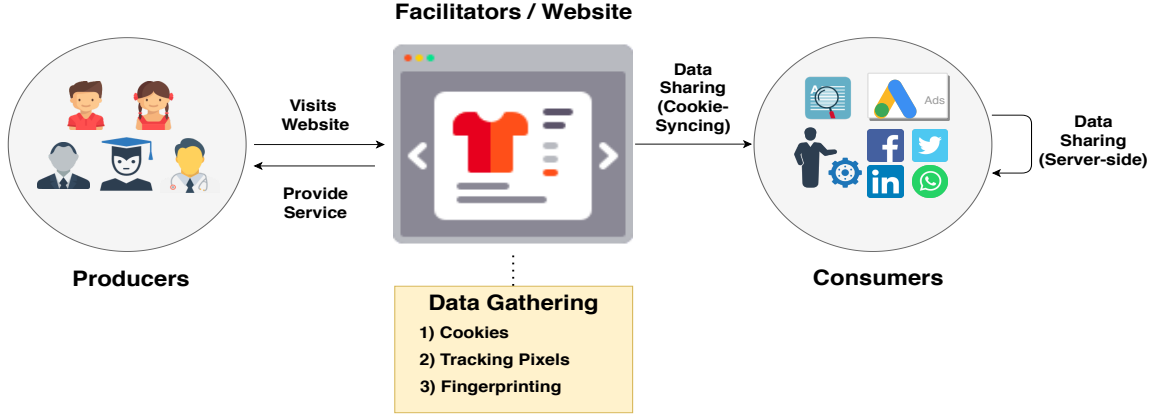 Facilitators / Website
Visits
Website
Provide
Service
Data
Sharing
(Cookie-
Syncing)
Ads
Data
Sharing
(Server-side)
Producers
Consumers
Data Gathering
1) Cookies
2) Tracking Pixels
3) Fingerprinting